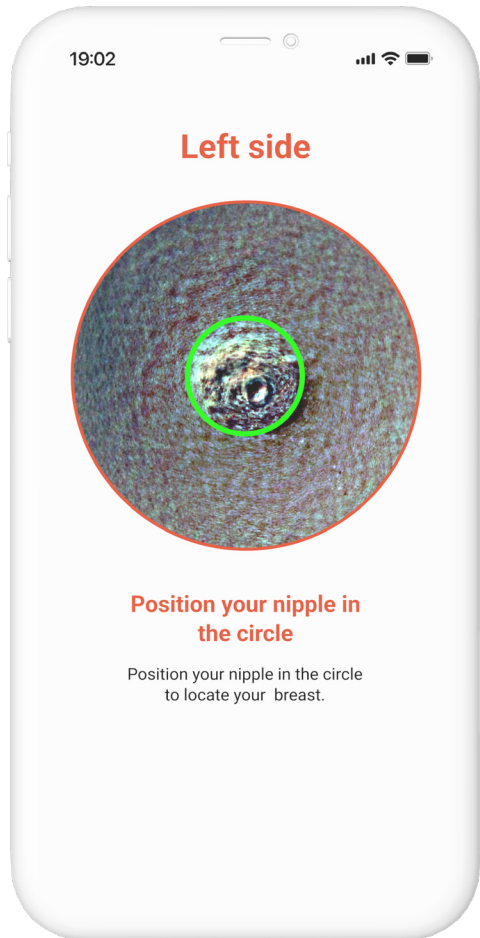 19:02
Left side
Position your nipple in
the circle
Position your nipple in the circle
to locate your  breast.